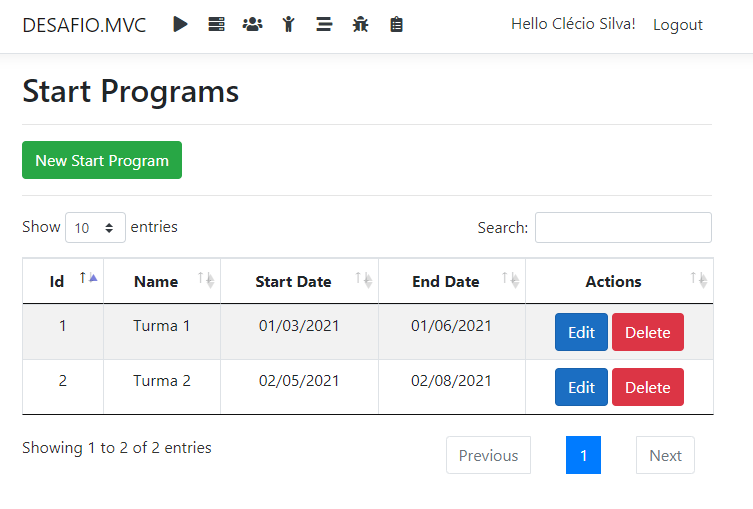 DESAFIO.MVC Hello Clécio Silva! Logout
Start Programs
New Start Program
Show 10 entries Search:
Id Name Start Date End Date Actions
1 Turma 1 01/03/2021 01/06/2021 Edit Delete
2 Turma 2 02/05/2021 02/08/2021 Edit Delete
Showing 1 to 2 of 2 entries Previous 1 Next